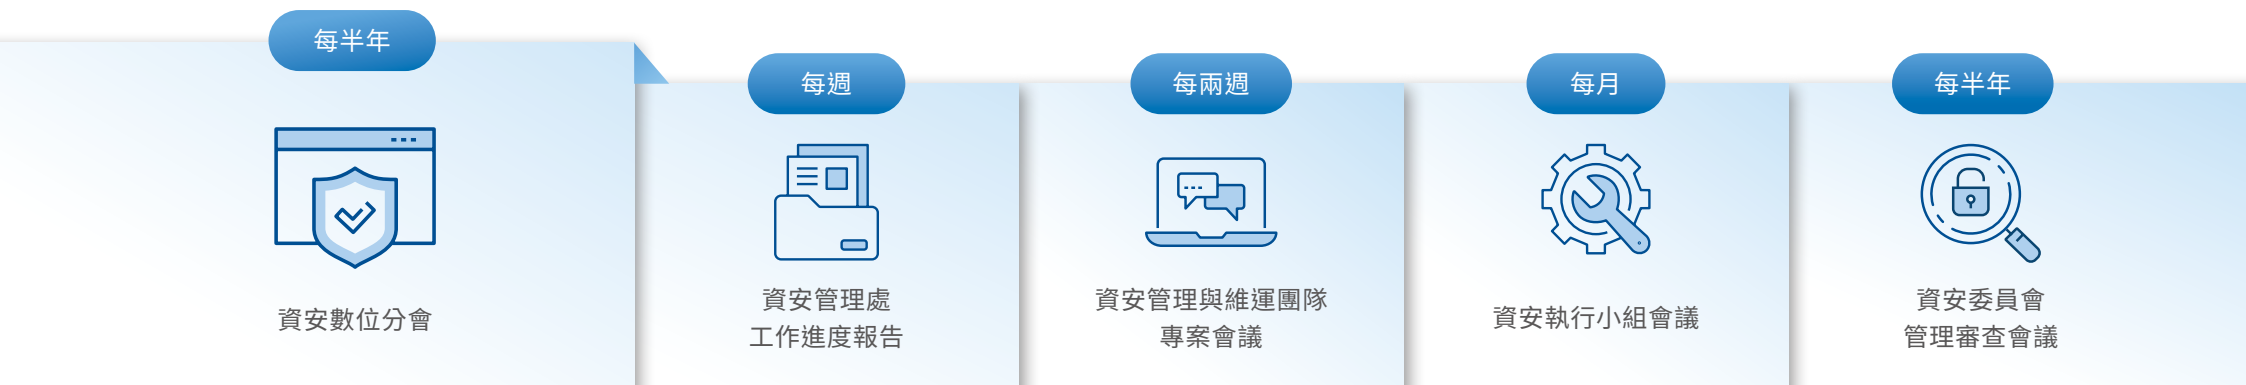 每半年
資安數位分會
每週
資安管理處
工作進度報告
每兩週
資安管理與維運團隊
專案會議
每月
資安執行小組會議
每半年
資安委員會
管理審查會議